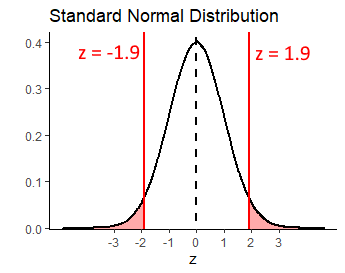 Standard Normal Distribution
z = -1.9
z = 1.9
0.4
0.3
0.2
0.1
0.0
-3 -2 -1 0 1 2 3
z